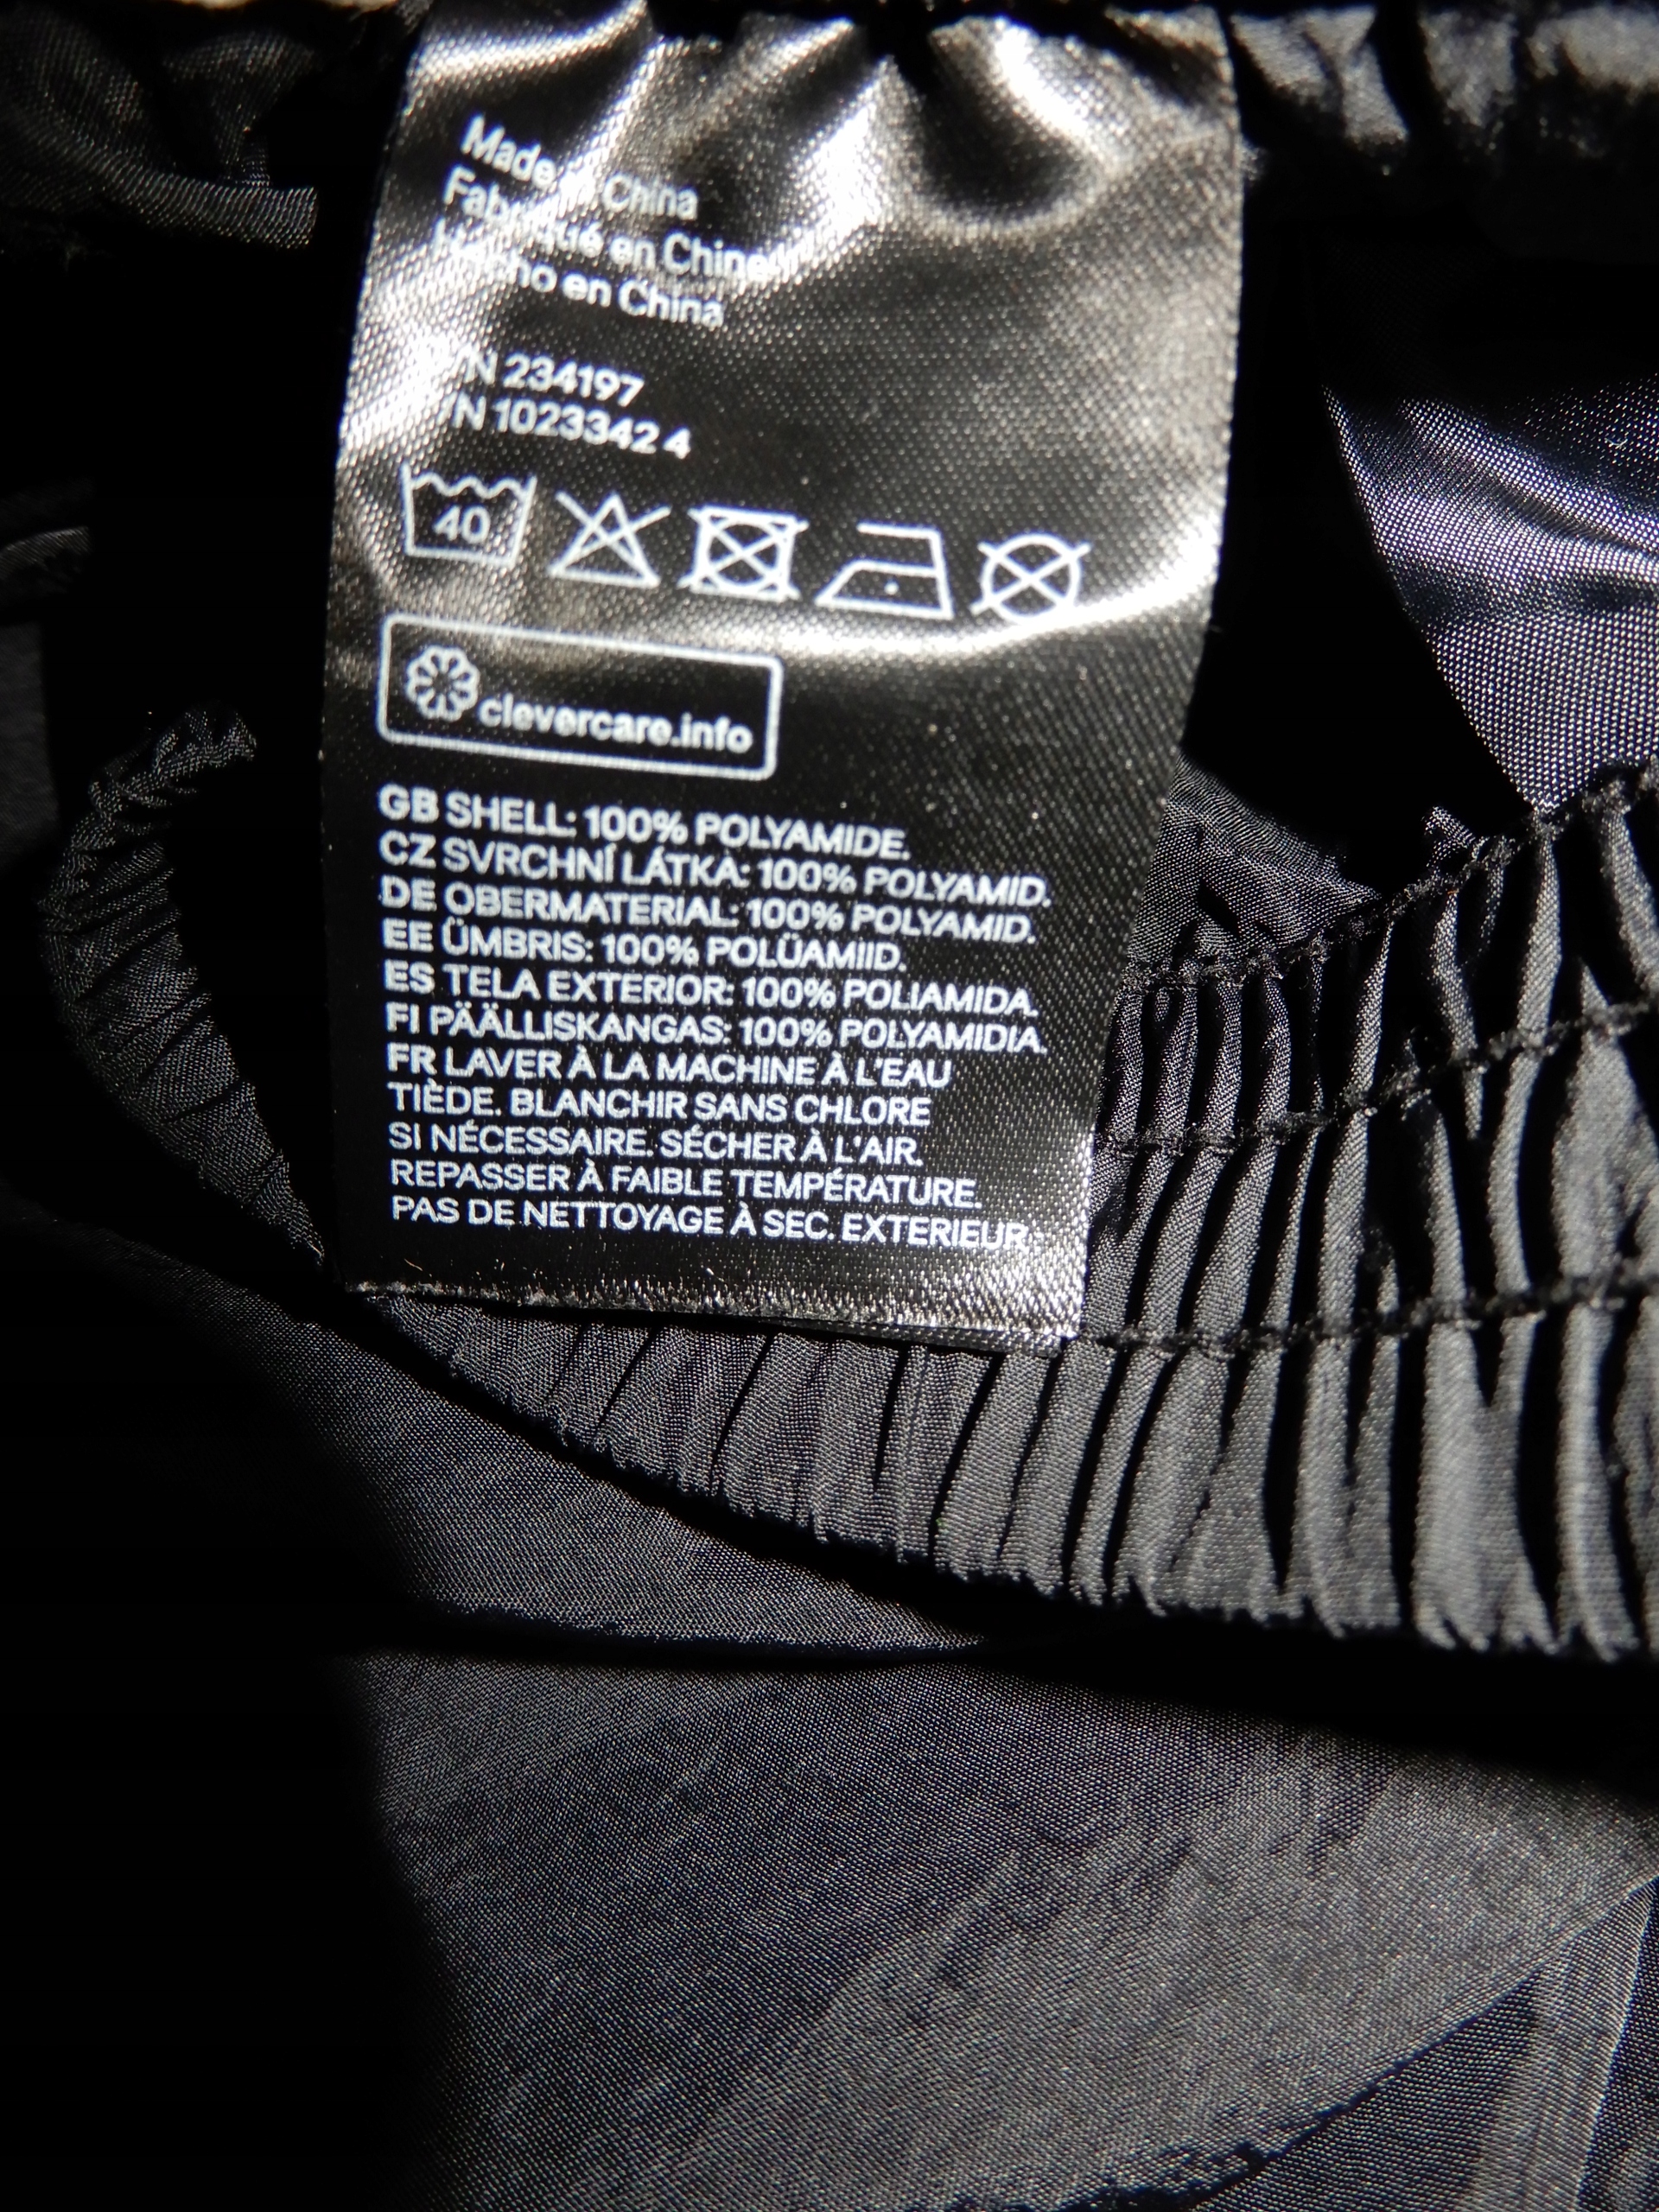 Made in China
Fabriqué en Chine
Hecho en China
N 234197
N 1023342 4
40
clevercare.info
GB SHELL: 100% POLYAMIDE.
CZ SVRCHNÍ LÁTKA: 100% POLYAMID.
DE OBERMATERIAL: 100% POLYAMID.
EE ÜMBRIS: 100% POLÜAMIID.
ES TELA EXTERIOR: 100% POLIAMIDA.
FI PÄÄLLISKANGAS: 100% POLYAMIDIA.
FR LAVER À LA MACHINE À L'EAU
TIÈDE. BLANCHIR SANS CHLORE
SI NÉCESSAIRE. SÉCHER À L'AIR.
REPASSER À FAIBLE TEMPÉRATURE.
PAS DE NETTOYAGE À SEC. EXTERIEUR: